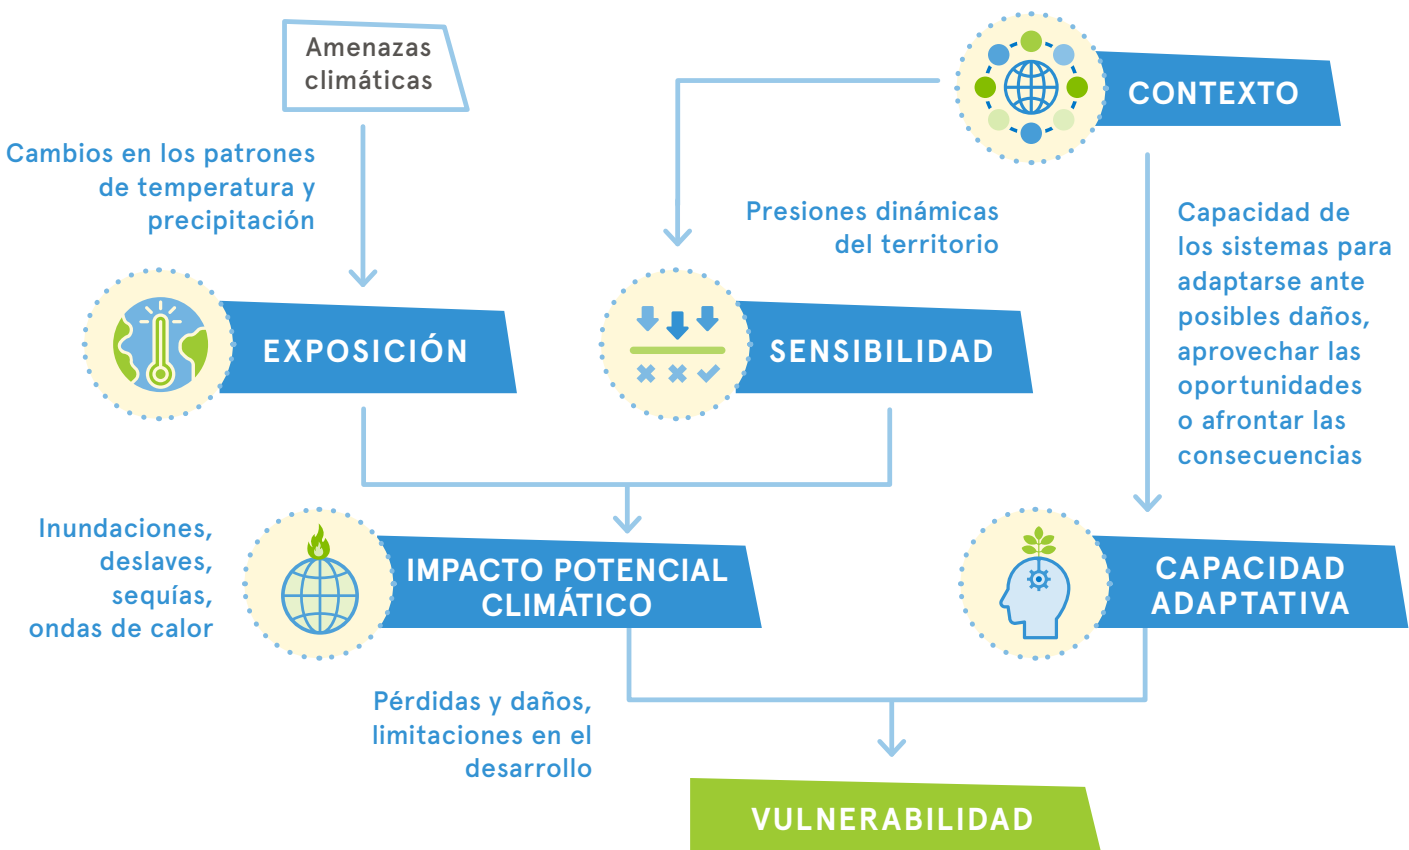 Amenazas
climáticas
CONTEXTO
Cambios en los patrones
de temperatura y
precipitación
Presiones dinámicas
del territorio
Capacidad de
los sistemas para
adaptarse ante
posibles daños,
aprovechar las
oportunidades
o afrontar las
consecuencias
EXPOSICIÓN
SENSIBILIDAD
Inundaciones,
deslaves,
sequías,
ondas de calor
IMPACTO POTENCIAL
CLIMÁTICO
CAPACIDAD
ADAPTATIVA
Pérdidas y daños,
limitaciones en el
desarrollo
VULNERABILIDAD